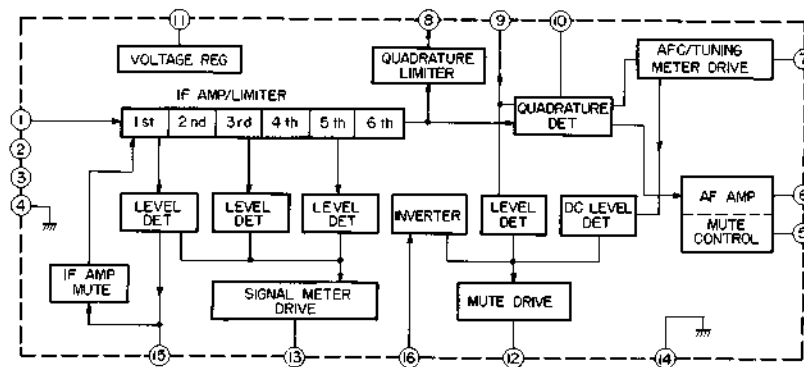 11
8
9
10
VOLTAGE REG
QUADRATURE
LIMITER
AFC/TUNING
METER DRIVE
7
IF AMP/LIMITER
1
1st
2nd
3rd
4th
5th
6th
QUADRATURE
DET
2
3
4
LEVEL
DET
LEVEL
DET
LEVEL
DET
INVERTER
LEVEL
DET
DC LEVEL
DET
AF AMP
MUTE
CONTROL
6
5
IF AMP
MUTE
SIGNAL METER
DRIVE
MUTE DRIVE
15
13
16
12
14